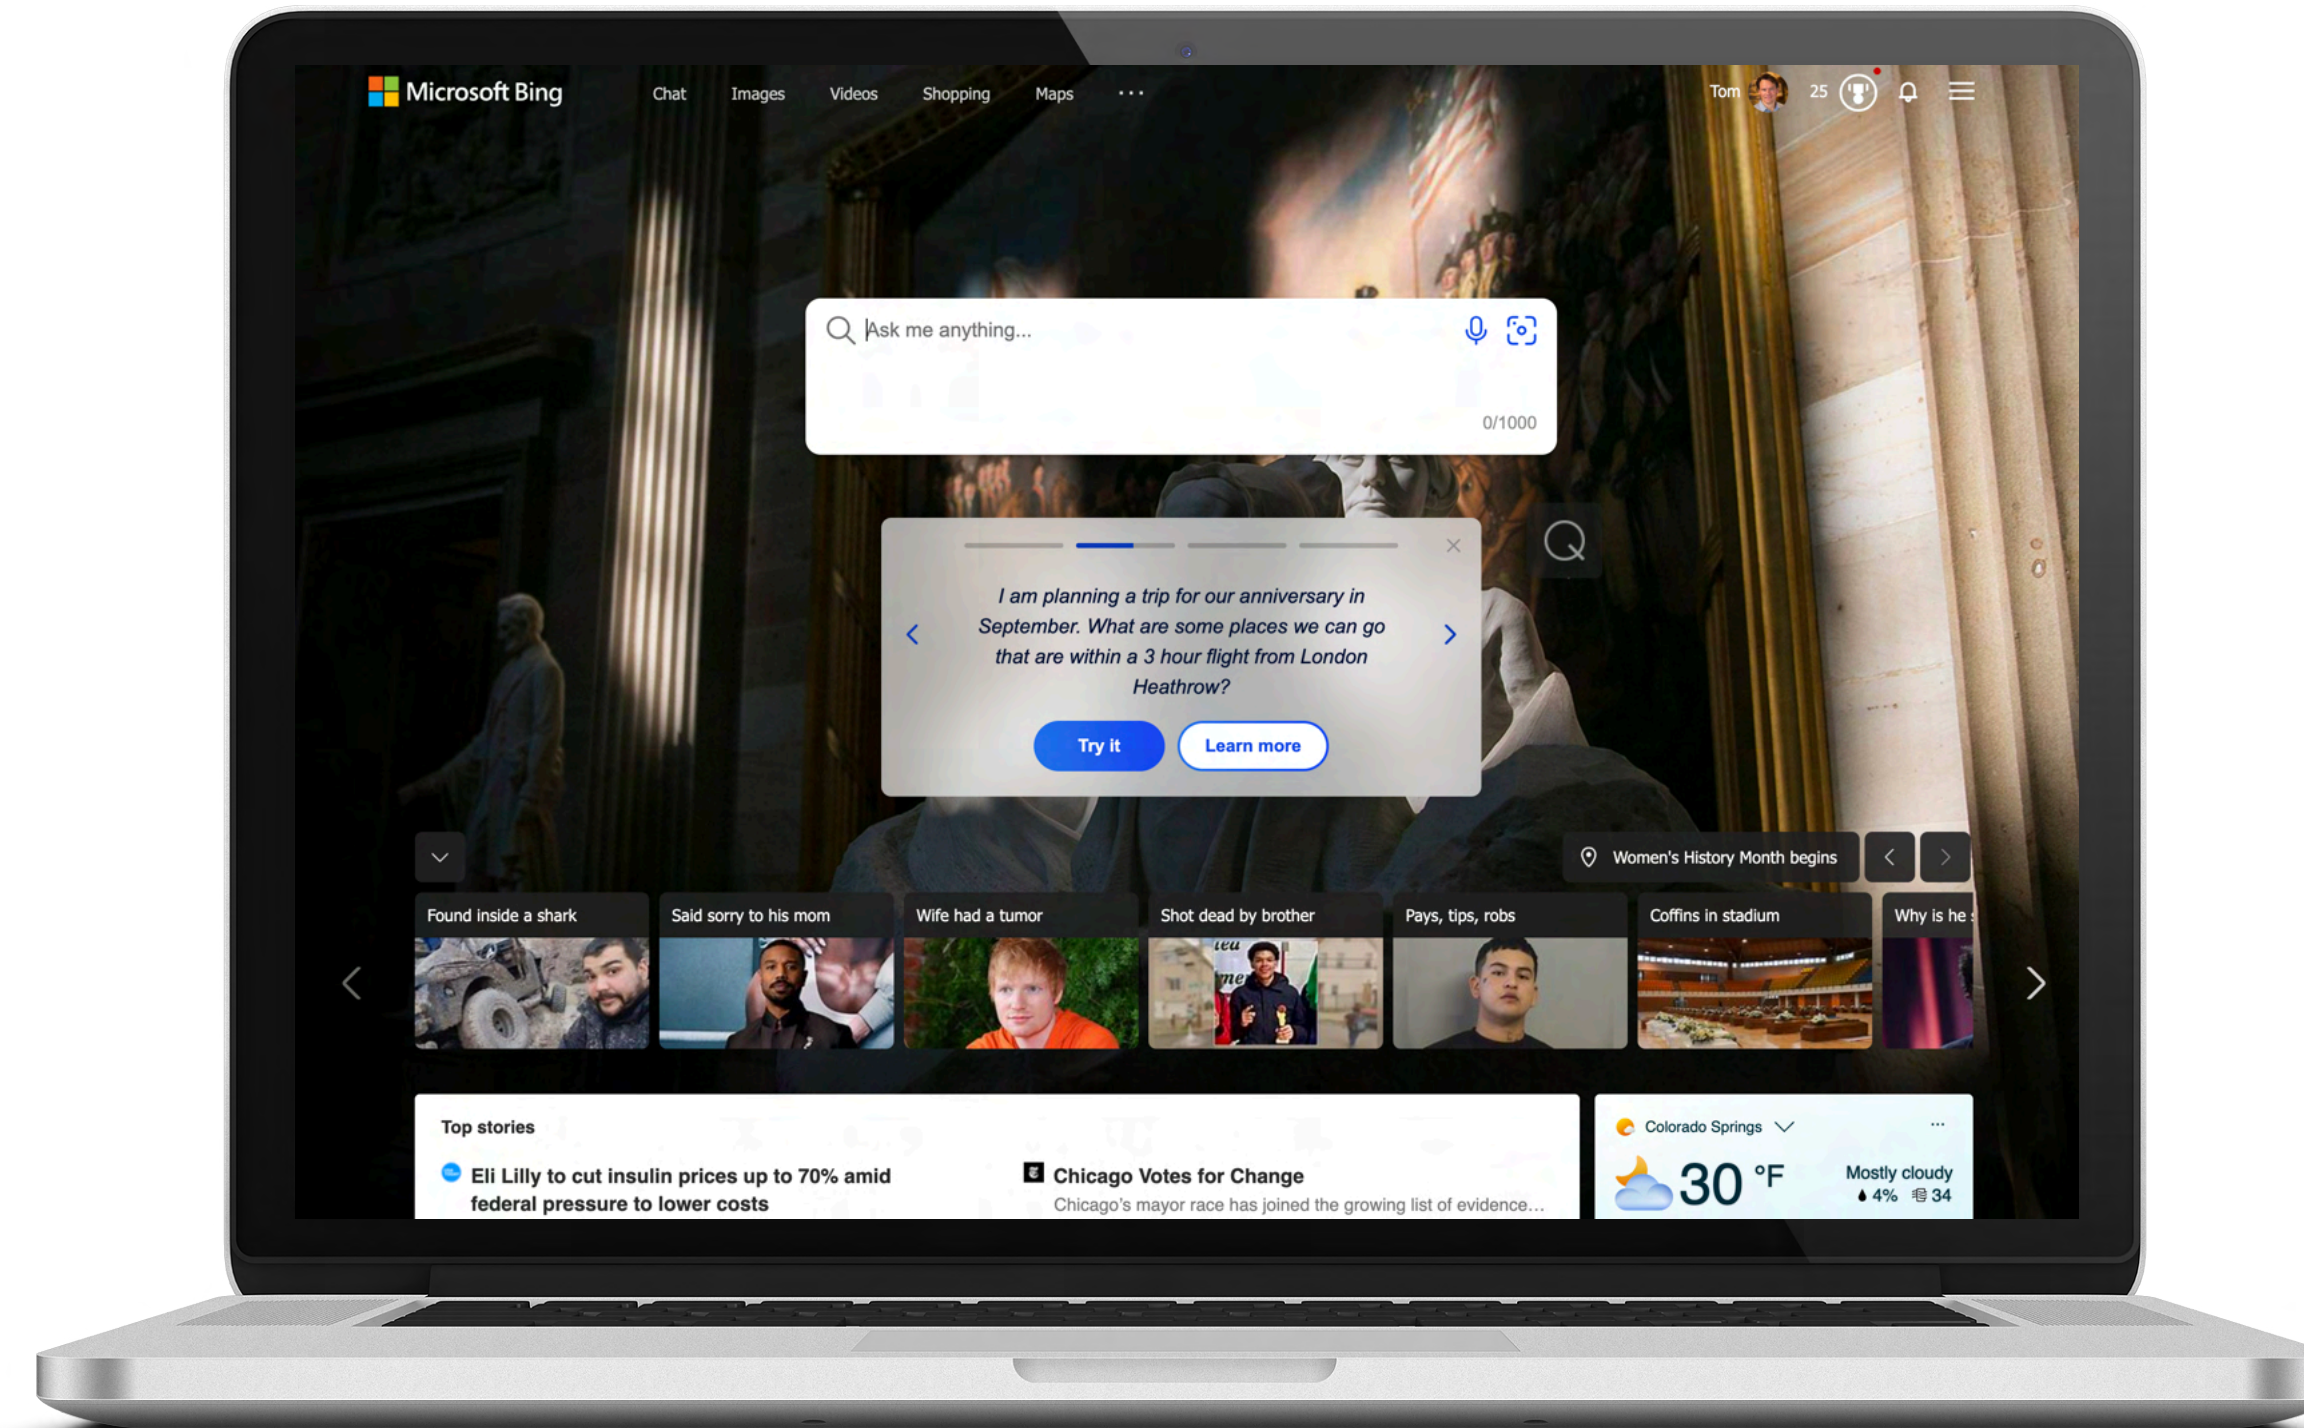 Microsoft Bing
Chat Images Videos Shopping Maps ...
Tom 25
Ask me anything...
0/1000
I am planning a trip for our anniversary in
September. What are some places we can go
that are within a 3 hour flight from London
Heathrow?
Try it Learn more
Women's History Month begins
Found inside a shark
Said sorry to his mom
Wife had a tumor
Shot dead by brother
Pays, tips, robs
Coffins in stadium
Why is he
Top stories
Eli Lilly to cut insulin prices up to 70% amid
federal pressure to lower costs
Chicago Votes for Change
Chicago's mayor race has joined the growing list of evidence...
Colorado Springs ...
30 °F
Mostly cloudy
4% 34